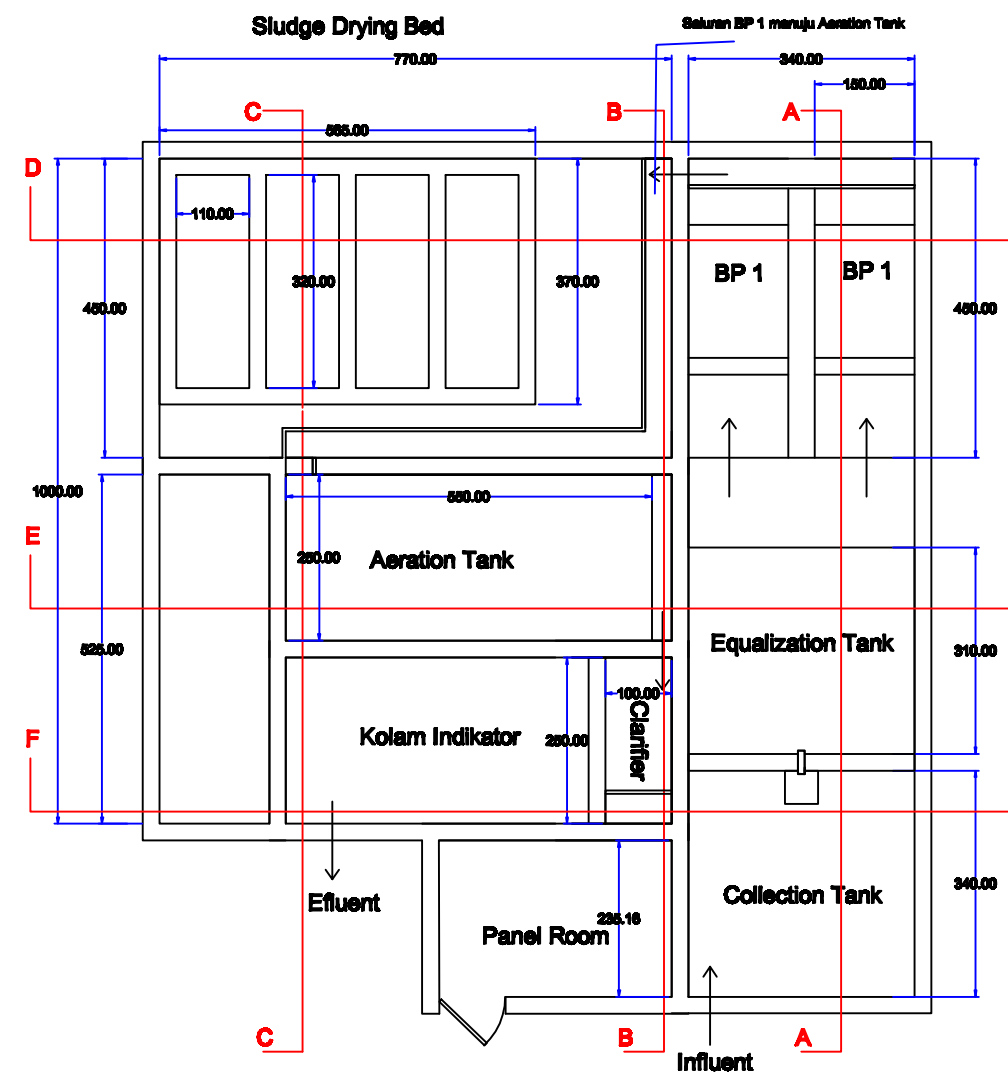 Sludge Drying Bed
Saluran BP 1 manuju Aeration Tank
770.00
340.00
150.00
C
B
A
565.00
D
110.00
BP 1
BP 1
320.00
370.00
450.00
450.00
1000.00
550.00
E
250.00
Aeration Tank
525.00
Equalization Tank
310.00
100.00
Clarifier
F
Kolam Indikator
250.00
340.00
Collection Tank
Efluent
235.16
Panel Room
C
B
A
Influent